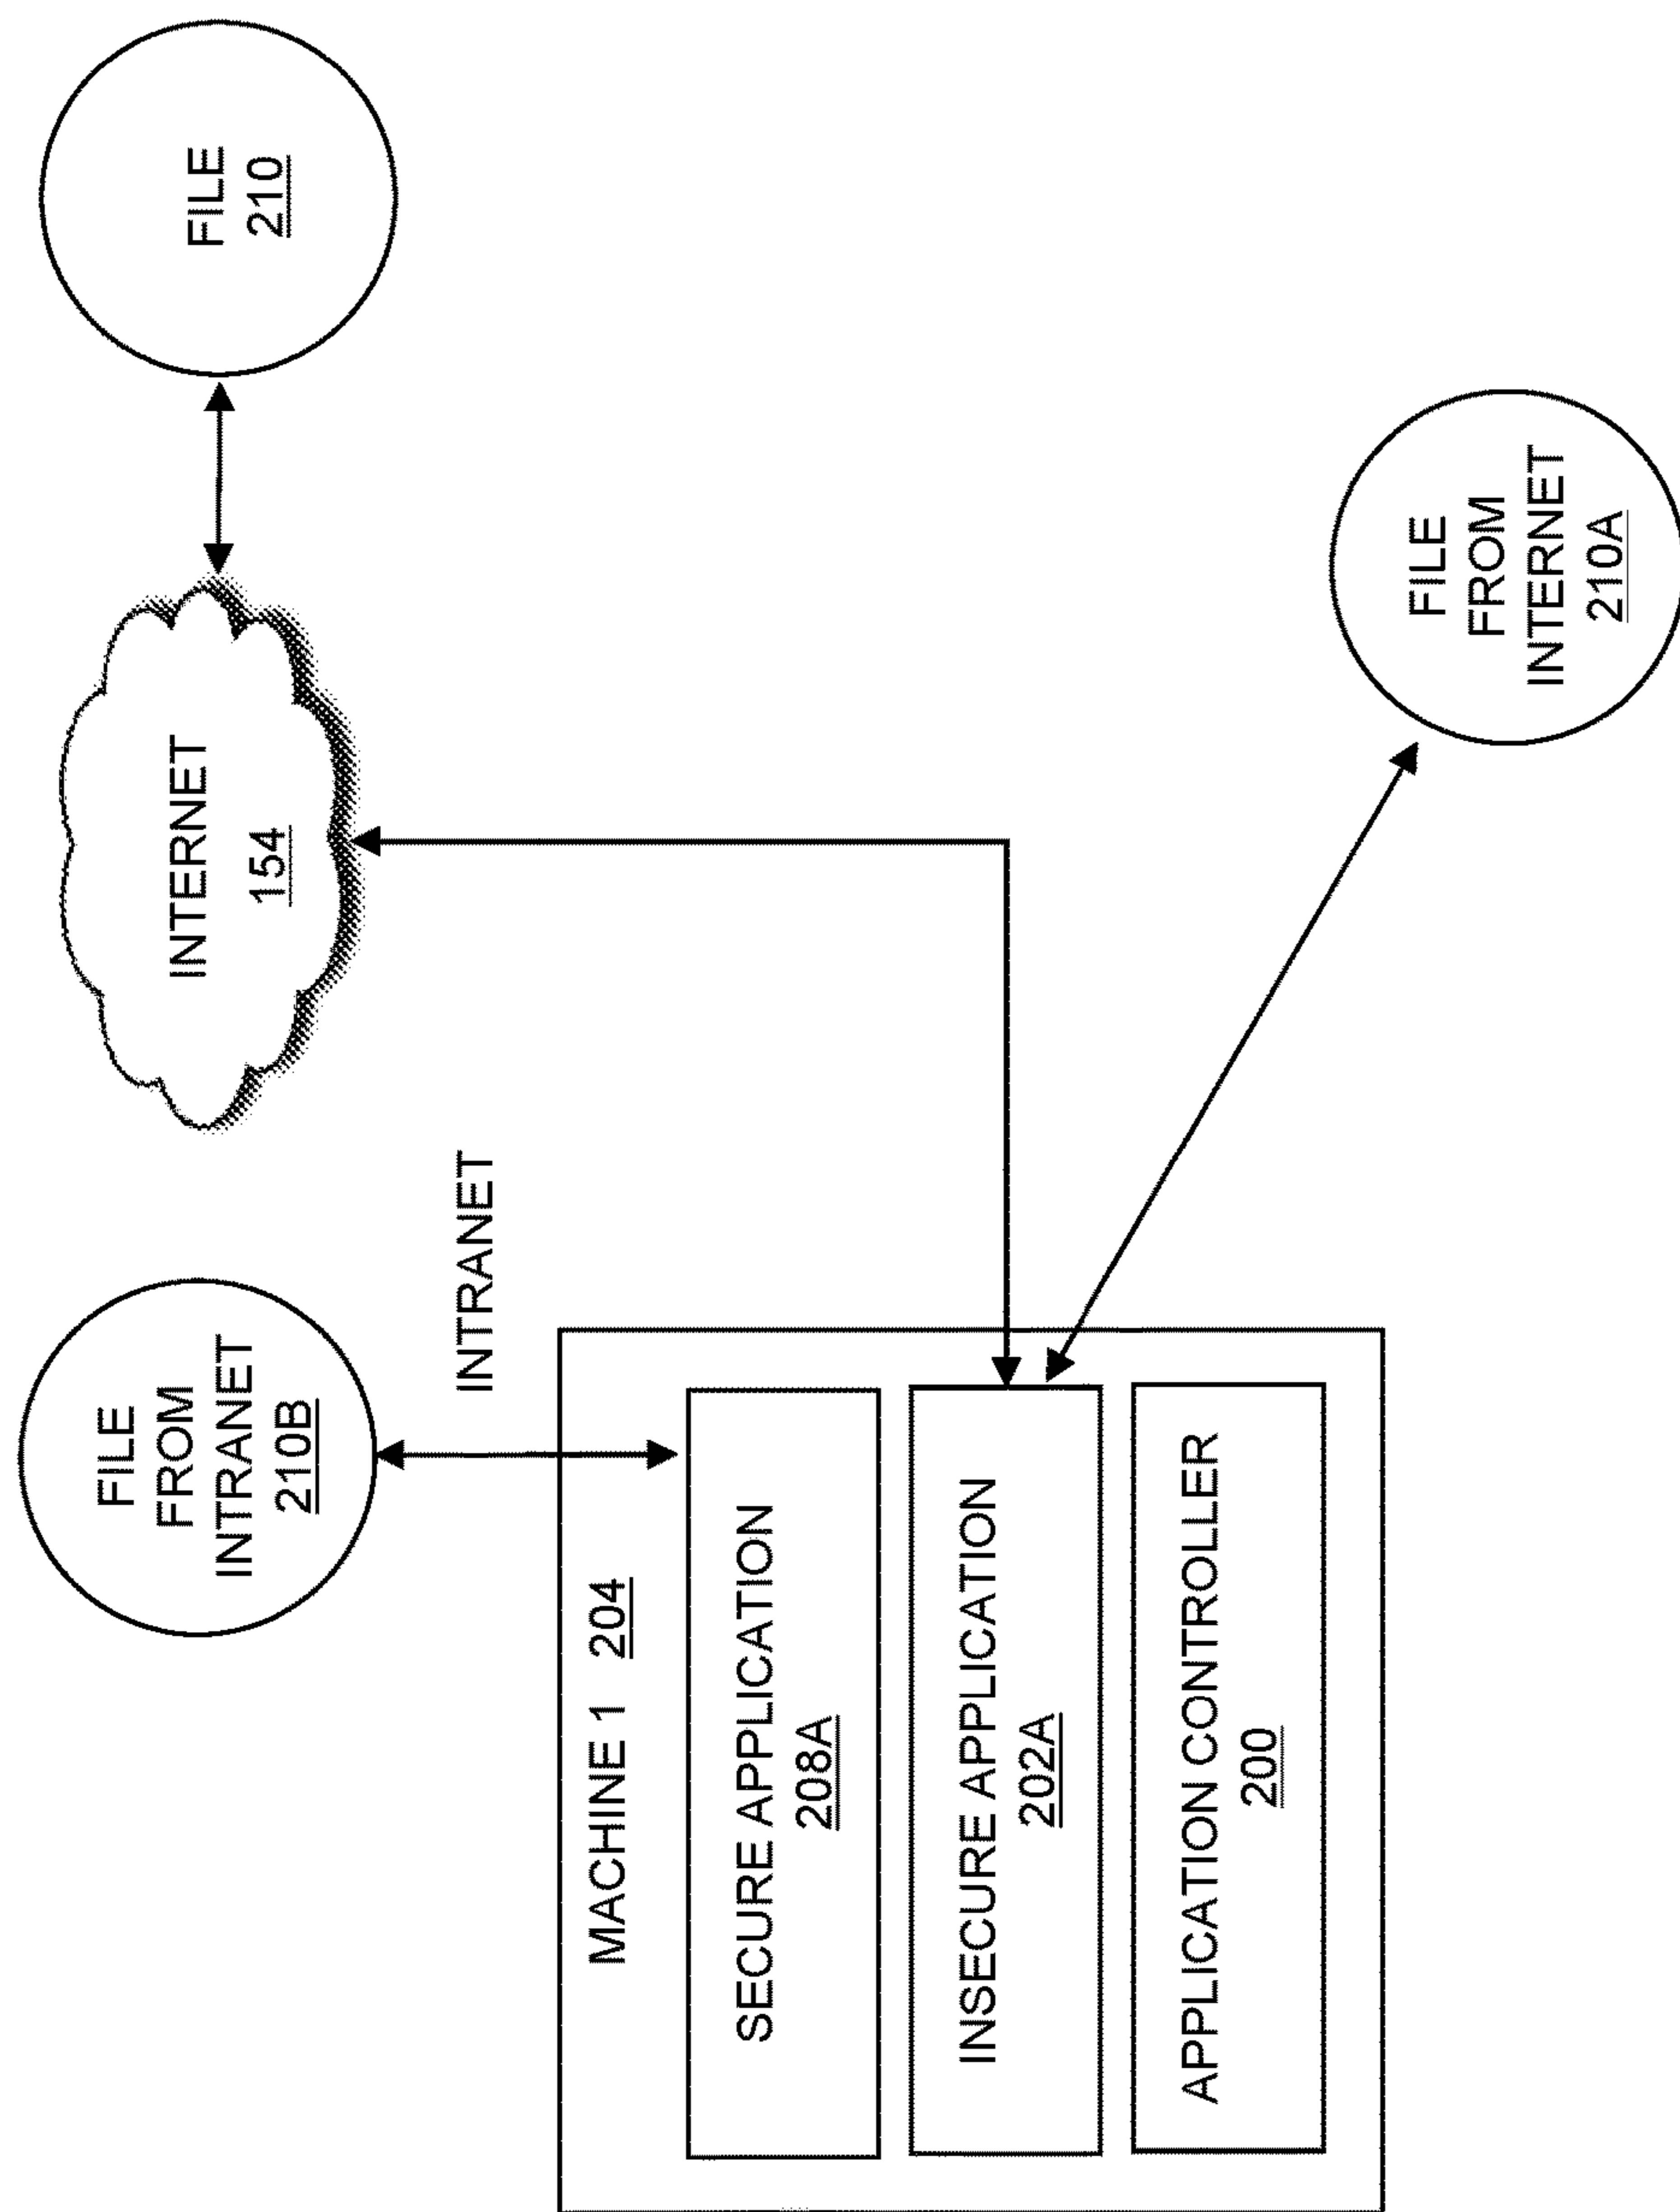 FILE
FROM
INTRANET
210B
INTRANET
INTERNET
154
FILE
210
MACHINE 1 204
SECURE APPLICATION
208A
INSECURE APPLICATION
202A
APPLICATION CONTROLLER
200
FILE
FROM
INTERNET
210A